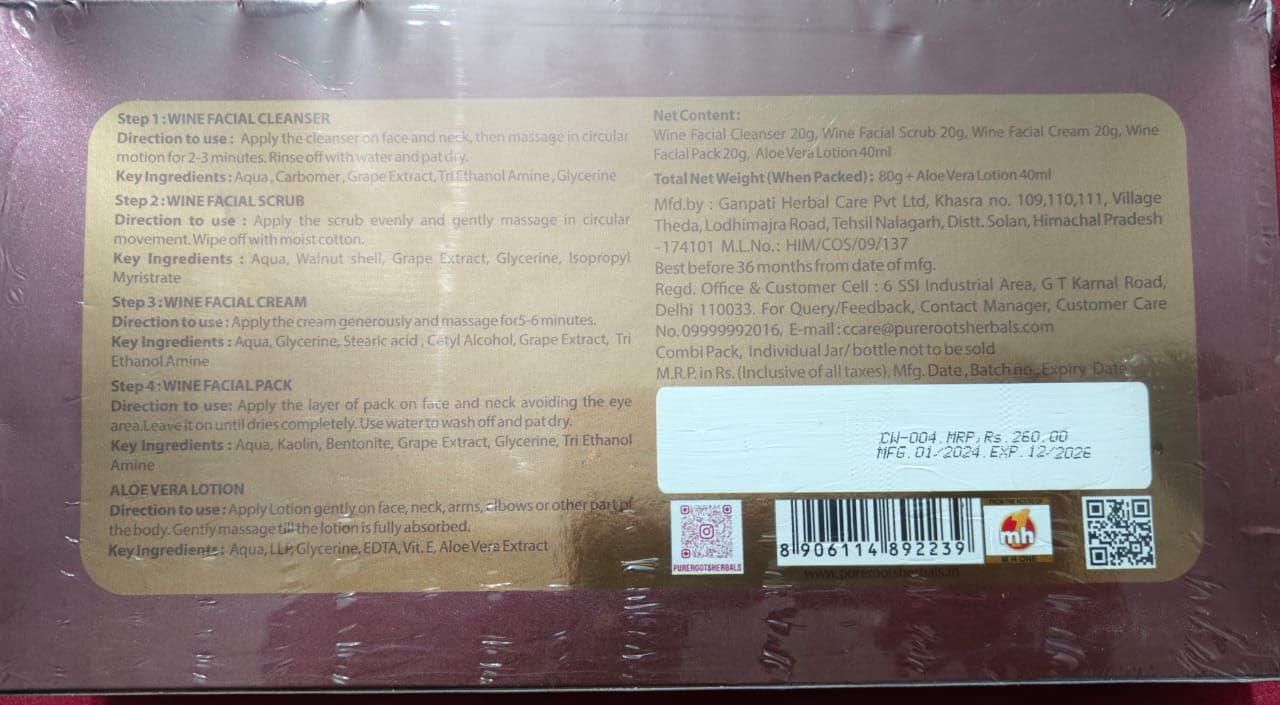 Step 1 : WINE FACIAL CLEANSER
Direction to use : Apply the cleanser on face and neck, then massage in circular
motion for 2-3 minutes. Rinse off with water and pat dry.
Key Ingredients : Aqua , Carbomer , Grape Extract, Tri Ethanol Amine , Glycerine
Step 2 : WINE FACIAL SCRUB
Direction to use : Apply the scrub evenly and gently massage in circular
movement. Wipe off with moist cotton.
Key Ingredients : Aqua, Walnut shell, Grape Extract, Glycerine, Isopropyl
Myristrate
Step 3 : WINE FACIAL CREAM
Direction to use : Apply the cream generously and massage for 5-6 minutes.
Key Ingredients : Aqua, Glycerine, Stearic acid , Cetyl Alcohol, Grape Extract, Tri
Ethanol Amine
Step 4 : WINE FACIAL PACK
Direction to use: Apply the layer of pack on face and neck avoiding the eye
area.Leave it on until dries completely. Use water to wash off and pat dry.
Key Ingredients : Aqua, Kaolin, Bentonite, Grape Extract, Glycerine, Tri Ethanol
Amine
ALOE VERA LOTION
Direction to use : Apply Lotion gently on face, neck, arms, elbows or other part of
the body. Gently massage till the lotion is fully absorbed.
Key Ingredients : Aqua, LLP, Glycerine, EDTA, Vit. E, Aloe Vera Extract
Net Content :
Wine Facial Cleanser 20g, Wine Facial Scrub 20g, Wine Facial Cream 20g, Wine
Facial Pack 20g, Aloe Vera Lotion 40ml
Total Net Weight (When Packed) : 80g + Aloe Vera Lotion 40ml
Mfd.by : Ganpati Herbal Care Pvt Ltd, Khasra no. 109,110,111, Village
Theda, Lodhimajra Road, Tehsil Nalagarh, Distt. Solan, Himachal Pradesh
-174101 M.L.No.: HIM/COS/09/137
Best before 36 months from date of mfg.
Regd. Office & Customer Cell : 6 SSI Industrial Area, G T Karnal Road,
Delhi 110033. For Query/Feedback, Contact Manager, Customer Care
No. 09999992016, E-mail : ccare@purerootsherbals.com
Combi Pack, Individual Jar/ bottle not to be sold
M.R.P. in Rs. (Inclusive of all taxes), Mfg. Date , Batch no., Expiry Date
CW-004. MRP. Rs. 260.00
MFG. 01/2024. EXP. 12/2026
PUREROOTSHERBALS
8 906114 892239
FROM THE HOUSE OF
mh
M H ONE
www.purerootsherbals.in